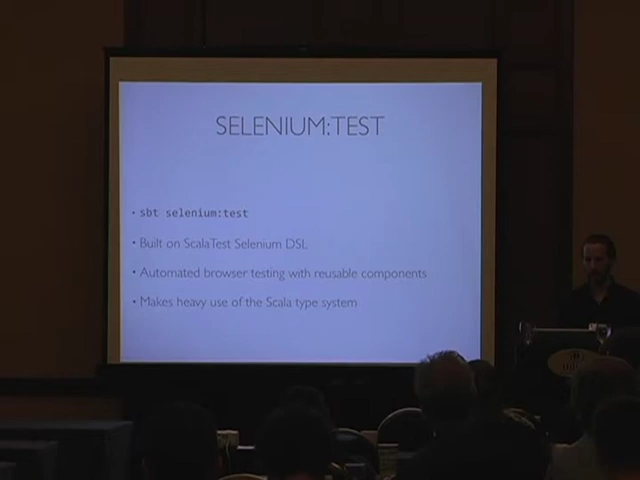 SELENIUM:TEST
• sbt selenium:test
• Built on ScalaTest Selenium DSL
• Automated browser testing with reusable components
• Makes heavy use of the Scala type system